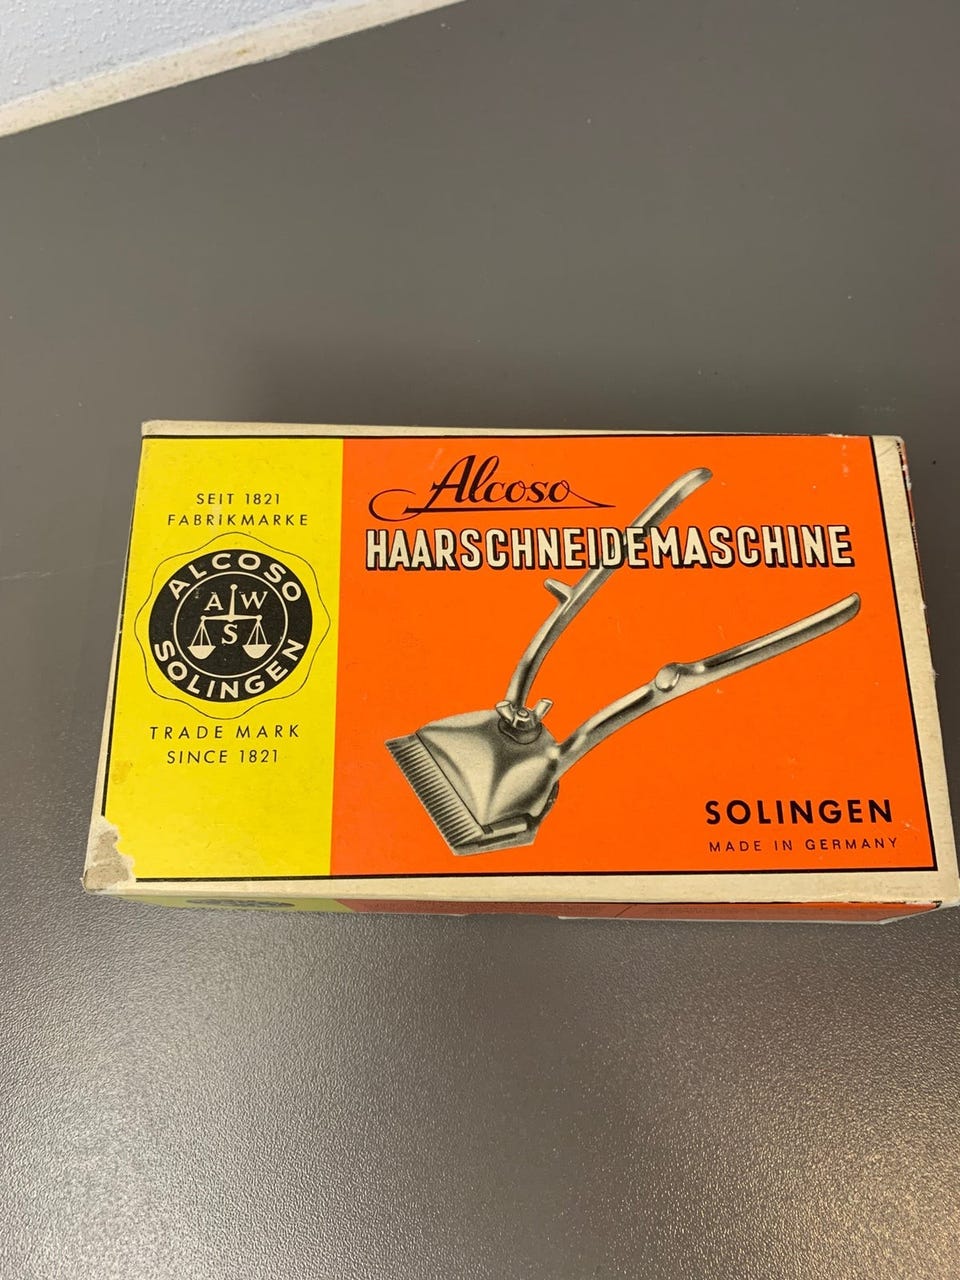 SEIT 1821
FABRIKMARKE
ALCOSO
A W
S
SOLINGEN
TRADE MARK
SINCE 1821
Alcoso
HAARSCHNEIDEMASCHINE
SOLINGEN
MADE IN GERMANY